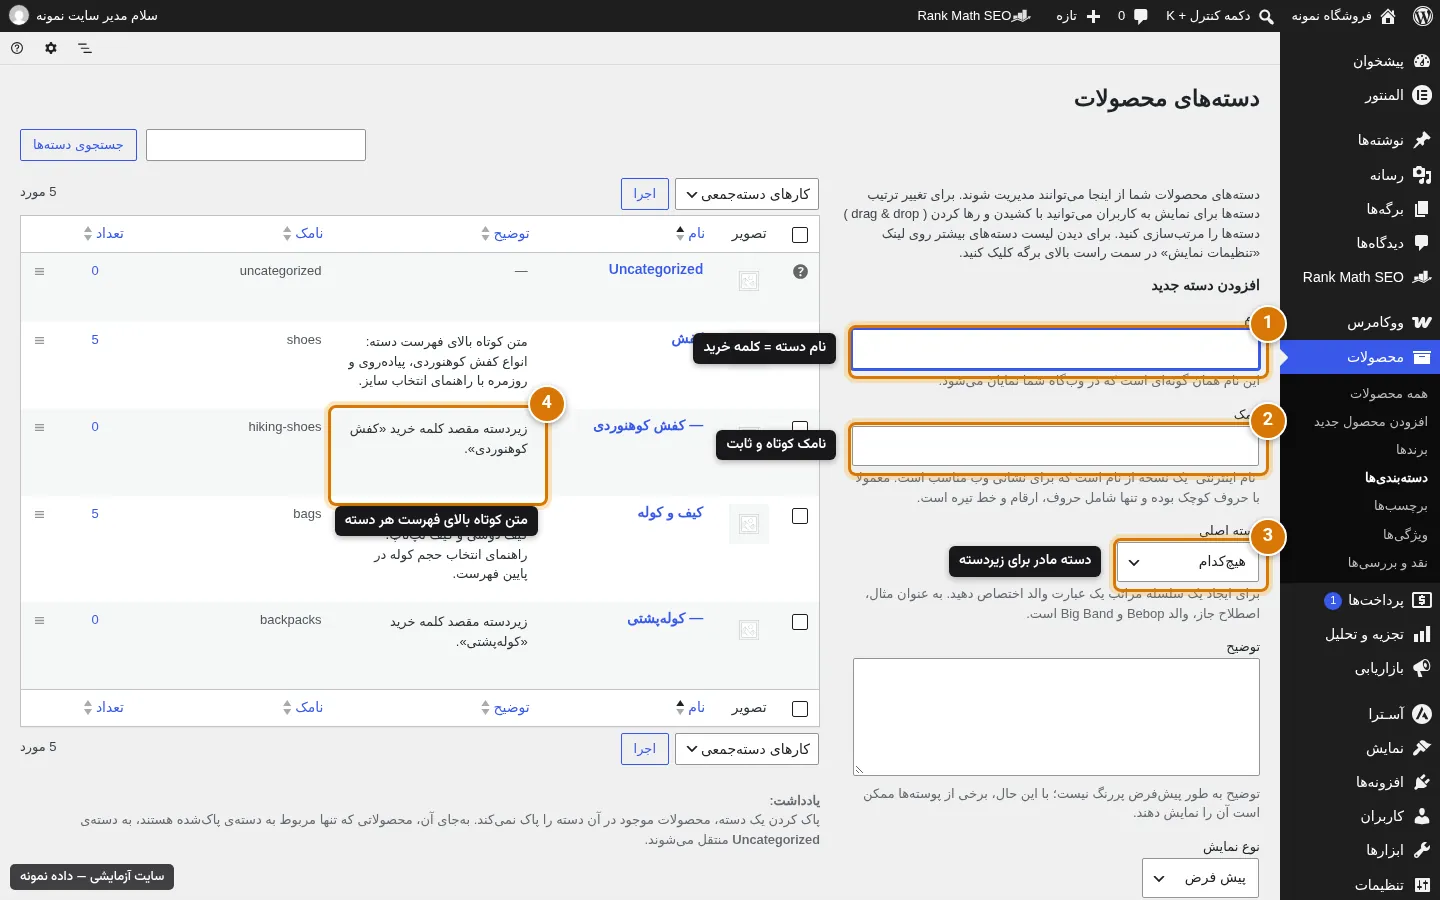 فروشگاه نمونه
دکمه کنترل + K
0
تازه
Rank Math SEO
سلام مدیر سایت نمونه
پیشخوان
المنتور
نوشته‌ها
رسانه
برگه‌ها
دیدگاه‌ها
Rank Math SEO
ووکامرس
محصولات
همه محصولات
افزودن محصول جدید
برندها
دسته‌بندی‌ها
برچسب‌ها
ویژگی‌ها
نقد و بررسی‌ها
پرداخت‌ها 1
تجزیه و تحلیل
بازاریابی
آسـترا
نمایش
افزونه‌ها
کاربران
ابزارها
تنظیمات
دسته‌های محصولات
جستجوی دسته‌ها
دسته‌های محصولات شما از اینجا می‌توانند مدیریت شوند. برای تغییر ترتیب
دسته‌ها برای نمایش به کاربران می‌توانید با کشیدن و رها کردن ( drag & drop )
دسته‌ها را مرتب‌سازی کنید. برای دیدن لیست دسته‌های بیشتر روی لینک
«تنظیمات نمایش» در سمت راست بالای برگه کلیک کنید.
افزودن دسته جدید
1
نام دسته = کلمه خرید
این نام همان گونه‌ای است که در وب‌گاه شما نمایان می‌شود.
2
نامک کوتاه و ثابت
"نام اینترنتی" یک نسخه از نام است که برای نشانی وب مناسب است. معمولا
با حروف کوچک بوده و تنها شامل حروف، ارقام و خط تیره است.
دسته اصلی
3
هیچ‌کدام
دسته مادر برای زیردسته
برای ایجاد یک سلسله مراتب یک عبارت والد اختصاص دهید. به عنوان مثال،
اصطلاح جاز، والد Bebop و Big Band است.
توضیح
توضیح به طور پیش‌فرض پررنگ نیست؛ با این حال، برخی از پوسته‌ها ممکن
است آن را نمایش دهند.
نوع نمایش
پیش فرض
کارهای دسته‌جمعی
اجرا
5 مورد
تصویر
نام
توضیح
نامک
تعداد
Uncategorized
—
uncategorized
0
کفش
متن کوتاه بالای فهرست دسته:
انواع کفش کوهنوردی، پیاده‌روی و
روزمره با راهنمای انتخاب سایز.
shoes
5
— کفش کوهنوردی
4
زیردسته مقصد کلمه خرید «کفش
کوهنوردی».
hiking-shoes
0
متن کوتاه بالای فهرست هر دسته
کیف و کوله
کیف دوشی و کیف لپ‌تاپ.
راهنمای انتخاب حجم کوله در
پایین فهرست.
bags
5
— کوله‌پشتی
زیردسته مقصد کلمه خرید
«کوله‌پشتی».
backpacks
0
تصویر
نام
توضیح
نامک
تعداد
کارهای دسته‌جمعی
اجرا
5 مورد
یادداشت:
پاک کردن یک دسته، محصولات موجود در آن دسته را پاک نمی‌کند. به‌جای آن، محصولاتی که تنها مربوط به دسته‌ی پاک‌شده هستند، به دسته‌ی
Uncategorized منتقل می‌شوند.
سایت آزمایشی – داده نمونه